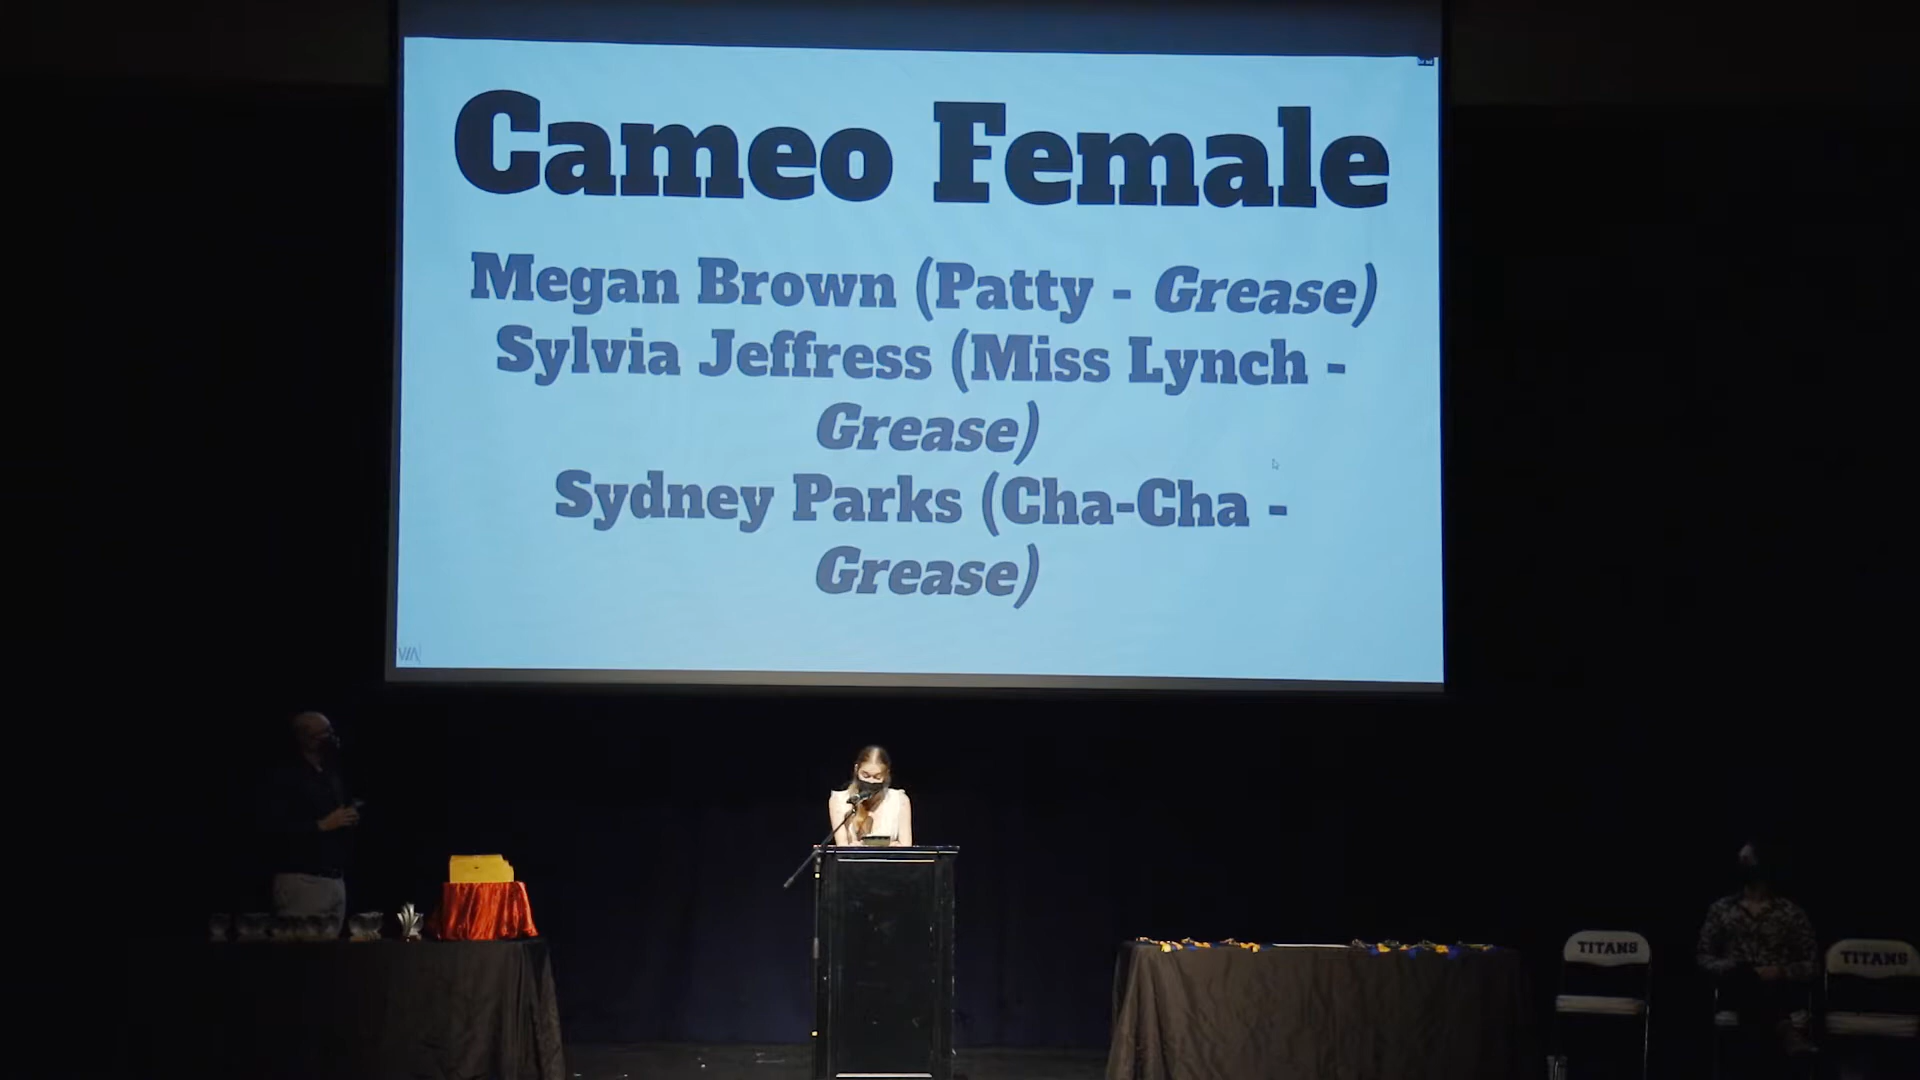 Cameo Female
Megan Brown (Patty - Grease)
Sylvia Jeffress (Miss Lynch -
Grease)
Sydney Parks (Cha-Cha -
Grease)
TITANS
TITANS